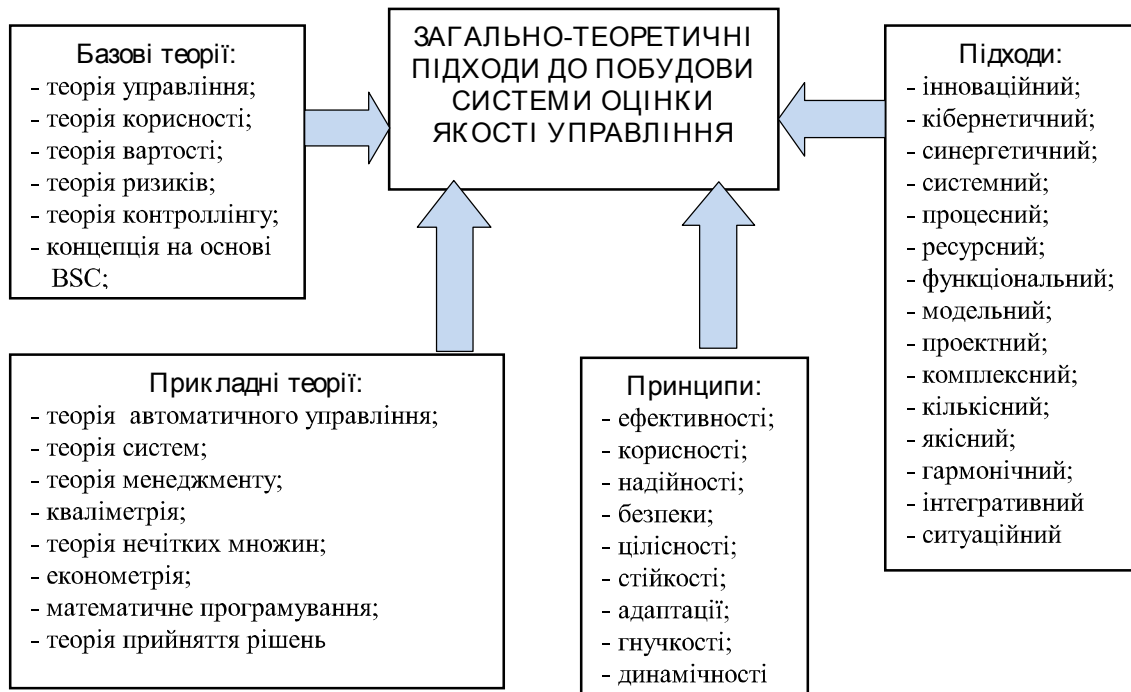 Базові теорії:
- теорія управління;
- теорія корисності;
- теорія вартості;
- теорія ризиків;
- теорія контроллінгу;
- концепція на основі
BSC;
ЗАГАЛЬНО-ТЕОРЕТИЧНІ
ПІДХОДИ ДО ПОБУДОВИ
СИСТЕМИ ОЦІНКИ
ЯКОСТІ УПРАВЛІННЯ
Підходи:
- інноваційний;
- кібернетичний;
- синергетичний;
- системний;
- процесний;
- ресурсний;
- функціональний;
- модельний;
- проектний;
- комплексний;
- кількісний;
- якісний;
- гармонічний;
- інтегративний
- ситуаційний
Прикладні теорії:
- теорія автоматичного управління;
- теорія систем;
- теорія менеджменту;
- кваліметрія;
- теорія нечітких множин;
- економетрія;
- математичне програмування;
- теорія прийняття рішень
Принципи:
- ефективності;
- корисності;
- надійності;
- безпеки;
- цілісності;
- стійкості;
- адаптації;
- гнучкості;
- динамічності